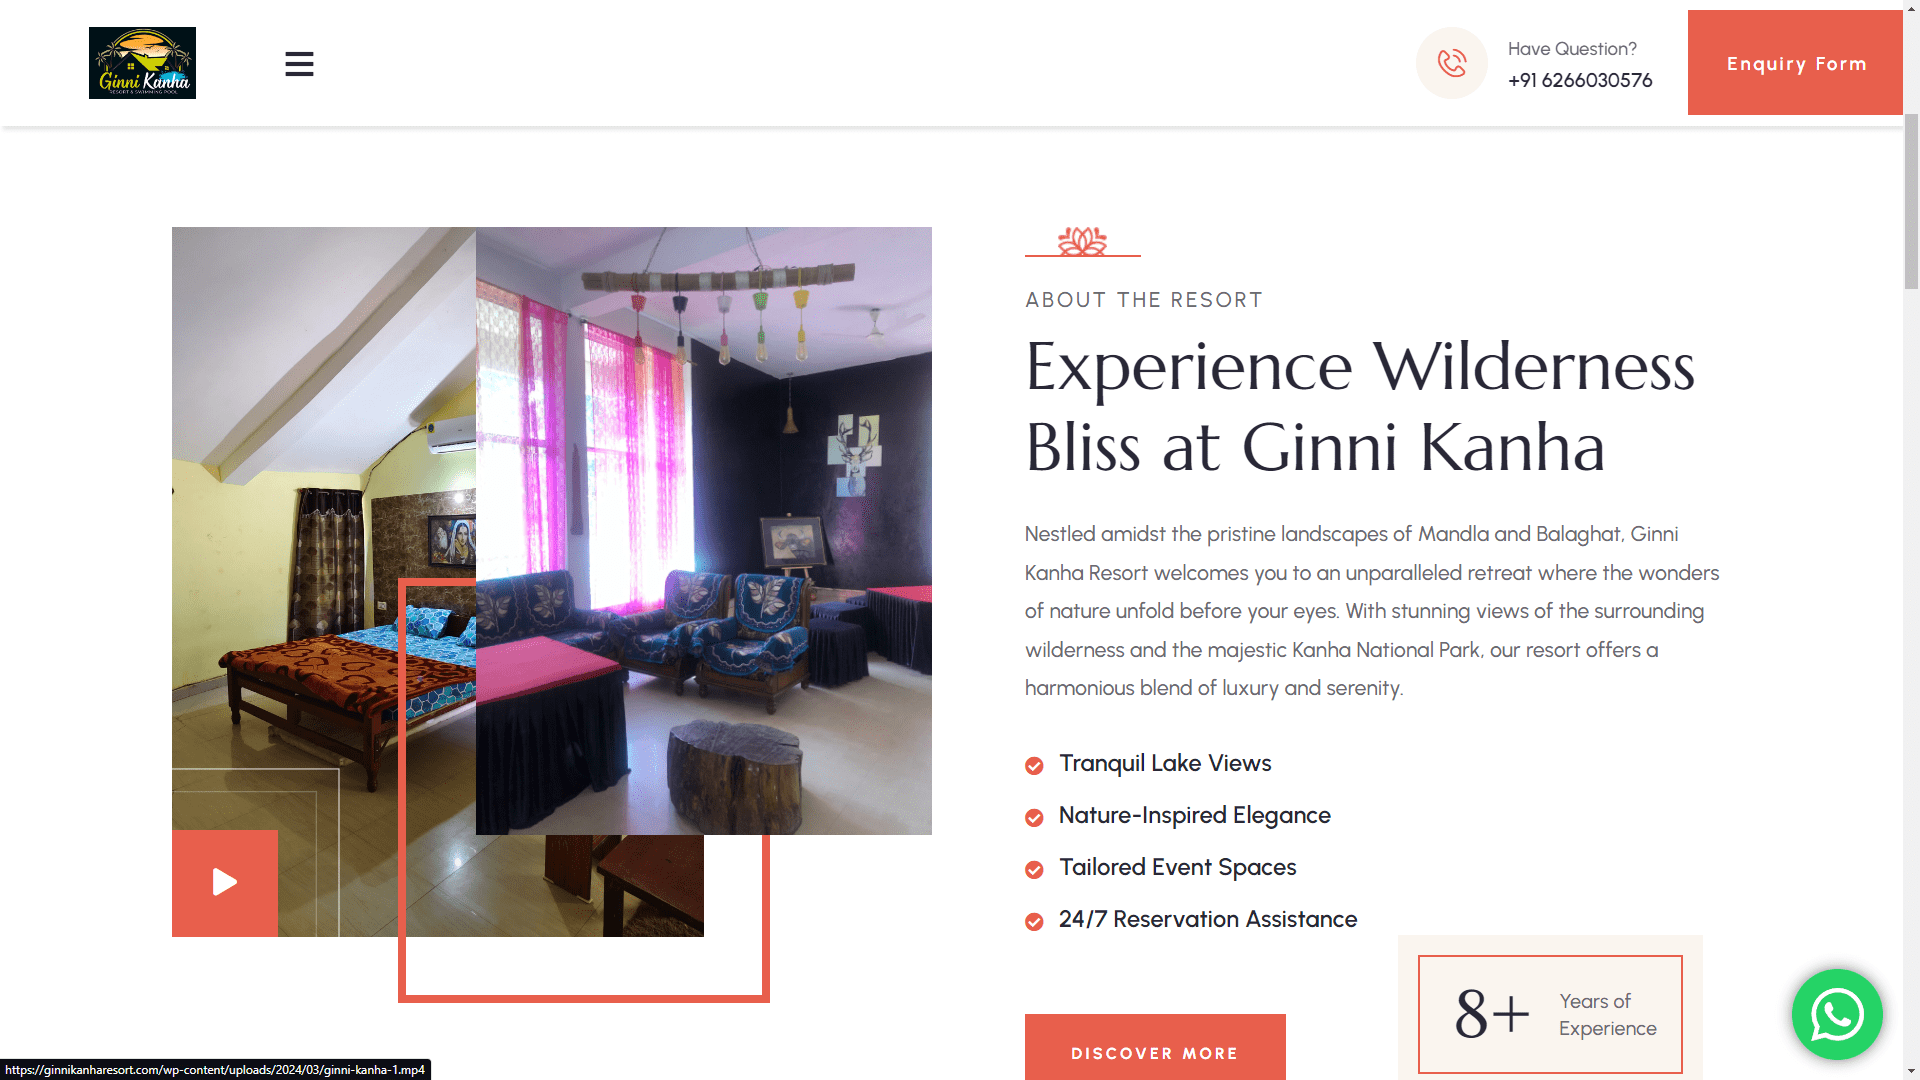 Ginni Kanha
RESORT & SWIMMING POOL
Have Question?
+91 6266030576
Enquiry Form
ABOUT THE RESORT
Experience Wilderness
Bliss at Ginni Kanha
Nestled amidst the pristine landscapes of Mandla and Balaghat, Ginni
Kanha Resort welcomes you to an unparalleled retreat where the wonders
of nature unfold before your eyes. With stunning views of the surrounding
wilderness and the majestic Kanha National Park, our resort offers a
harmonious blend of luxury and serenity.
Tranquil Lake Views
Nature-Inspired Elegance
Tailored Event Spaces
24/7 Reservation Assistance
8+
Years of
Experience
DISCOVER MORE
https://ginnikanharesort.com/wp-content/uploads/2024/03/ginni-kanha-1.mp4